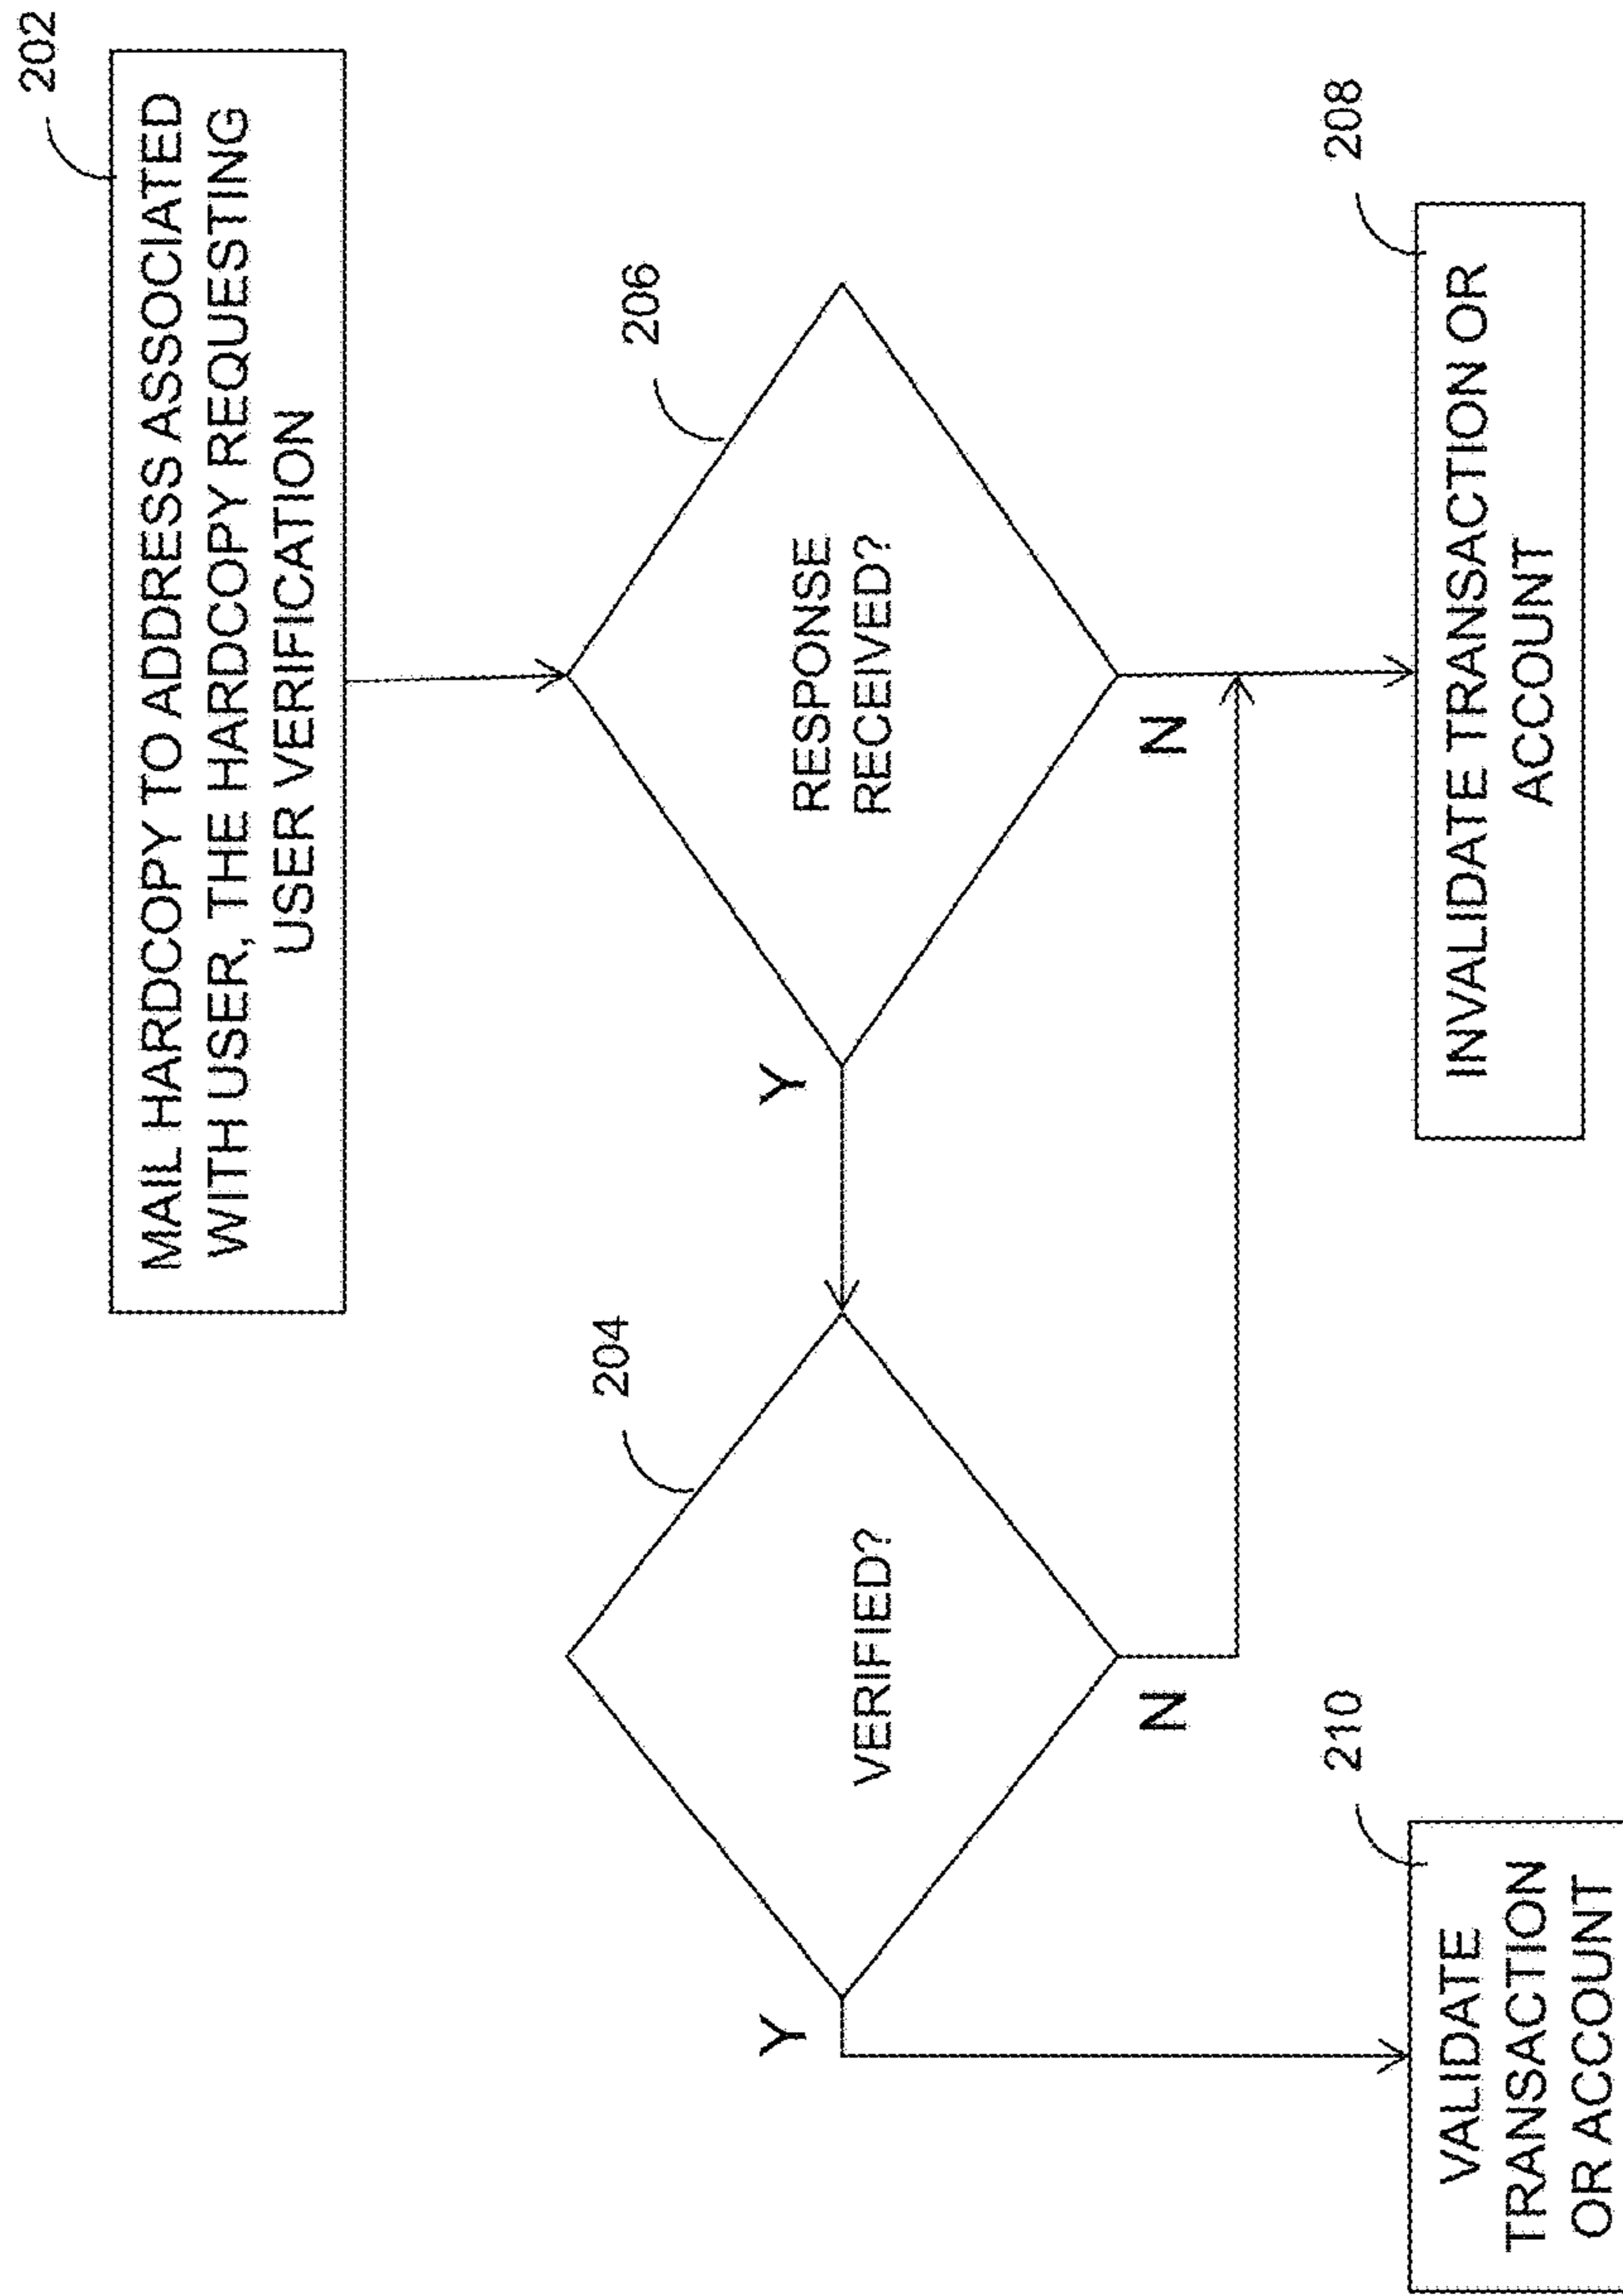 202
MAIL HARDCOPY TO ADDRESS ASSOCIATED
WITH USER, THE HARDCOPY REQUESTING
USER VERIFICATION
206
RESPONSE
RECEIVED?
Y
N
204
VERIFIED?
Y
N
208
INVALIDATE TRANSACTION OR
ACCOUNT
210
VALIDATE
TRANSACTION
OR ACCOUNT